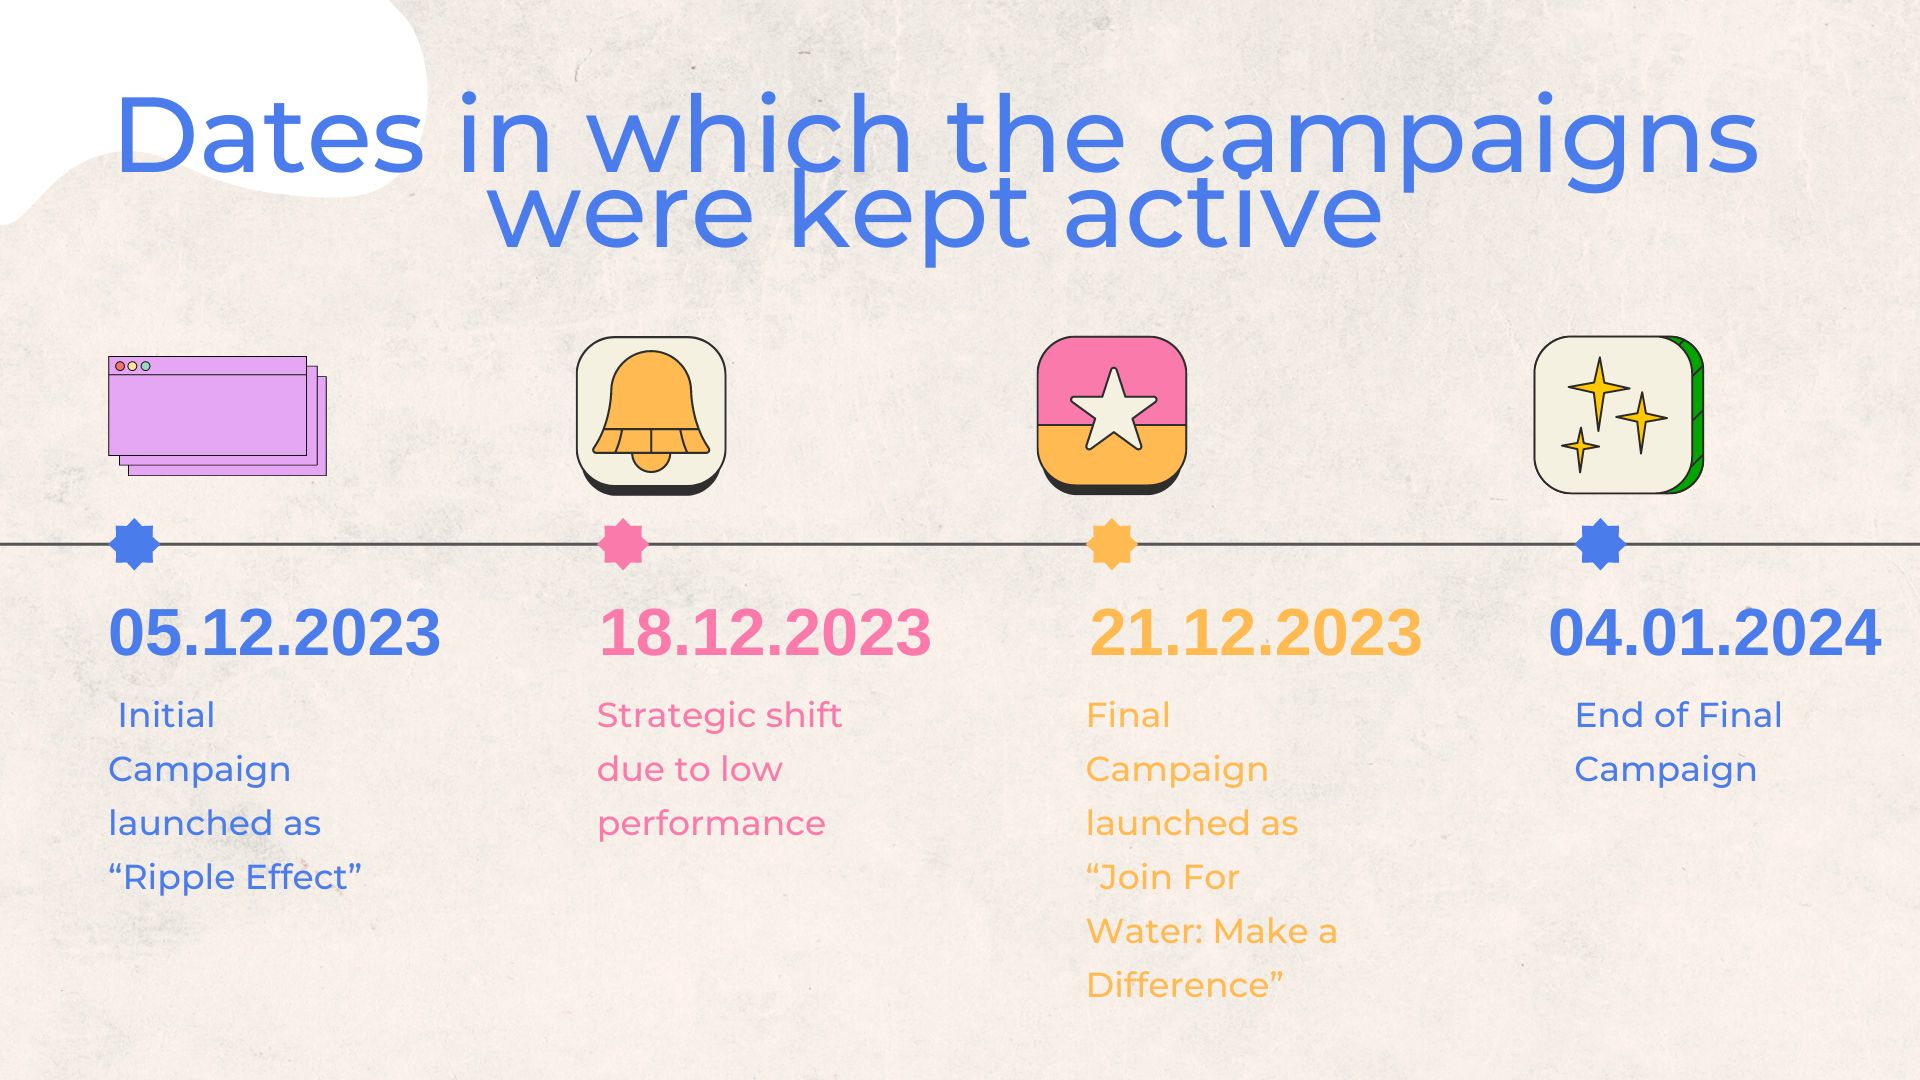 Dates in which the campaigns
were kept active
05.12.2023
Initial
Campaign
launched as
“Ripple Effect”
18.12.2023
Strategic shift
due to low
performance
21.12.2023
Final
Campaign
launched as
“Join For
Water: Make a
Difference”
04.01.2024
End of Final
Campaign